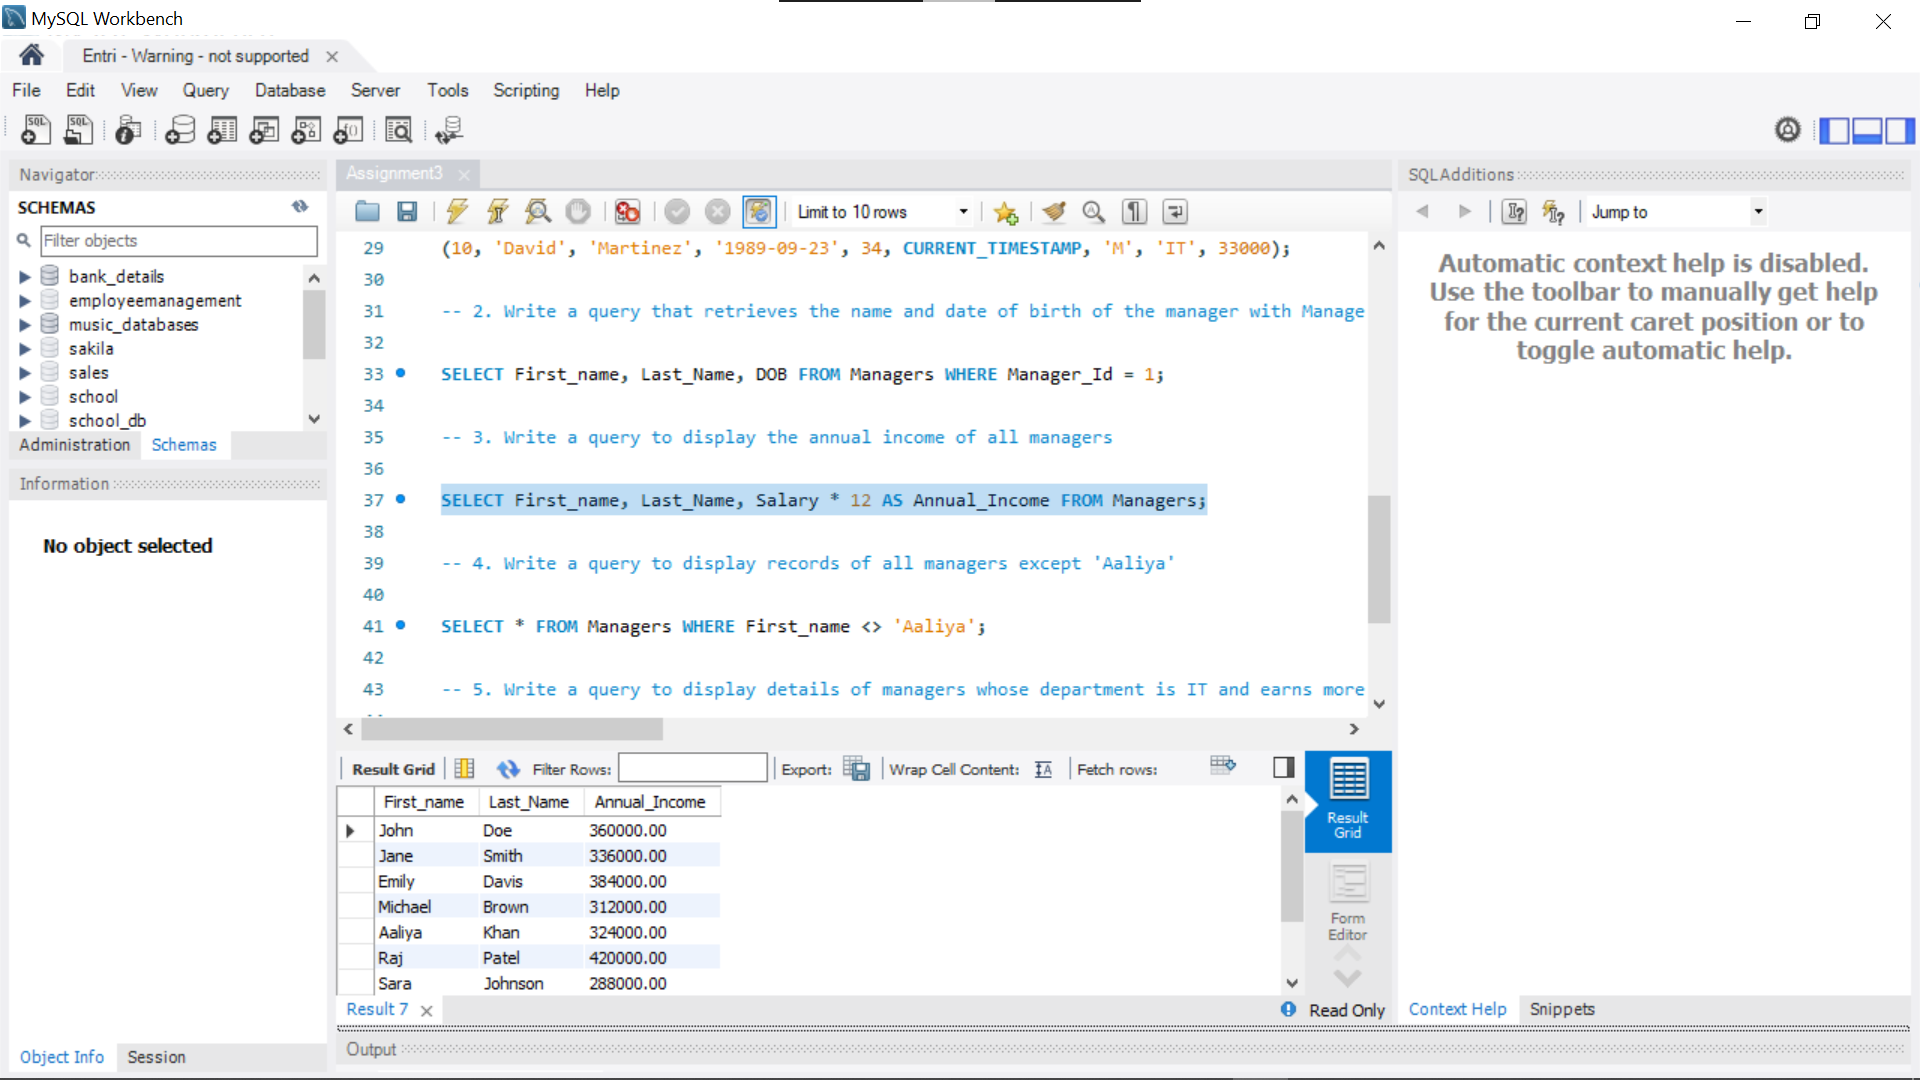 MySQL Workbench
Entri - Warning - not supported
File Edit View Query Database Server Tools Scripting Help
Navigator
SCHEMAS
Filter objects
bank_details
employeemanagement
music_databases
sakila
sales
school
school_db
Administration Schemas
Information
No object selected
Object Info Session
Assignment3
Limit to 10 rows
29 (10, 'David', 'Martinez', '1989-09-23', 34, CURRENT_TIMESTAMP, 'M', 'IT', 33000);
30
31 -- 2. Write a query that retrieves the name and date of birth of the manager with Manage
32
33 SELECT First_name, Last_Name, DOB FROM Managers WHERE Manager_Id = 1;
34
35 -- 3. Write a query to display the annual income of all managers
36
37 SELECT First_name, Last_Name, Salary * 12 AS Annual_Income FROM Managers;
38
39 -- 4. Write a query to display records of all managers except 'Aaliya'
40
41 SELECT * FROM Managers WHERE First_name <> 'Aaliya';
42
43 -- 5. Write a query to display details of managers whose department is IT and earns more
Result Grid Filter Rows: Export: Wrap Cell Content: Fetch rows:
First_name Last_Name Annual_Income
John Doe 360000.00
Jane Smith 336000.00
Emily Davis 384000.00
Michael Brown 312000.00
Aaliya Khan 324000.00
Raj Patel 420000.00
Sara Johnson 288000.00
Result
Grid
Form
Editor
Result 7
Read Only
Output
SQLAdditions
Jump to
Automatic context help is disabled.
Use the toolbar to manually get help
for the current caret position or to
toggle automatic help.
Context Help Snippets